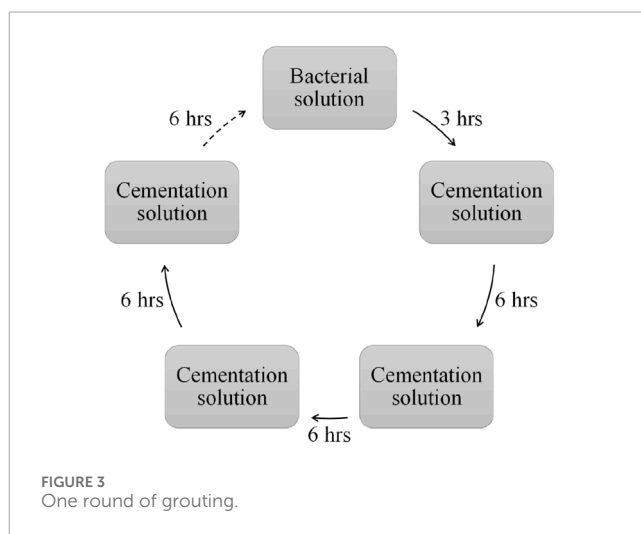 Bacterial
solution
3 hrs
Cementation
solution
6 hrs
Cementation
solution
6 hrs
Cementation
solution
6 hrs
Cementation
solution
6 hrs
FIGURE 3
One round of grouting.